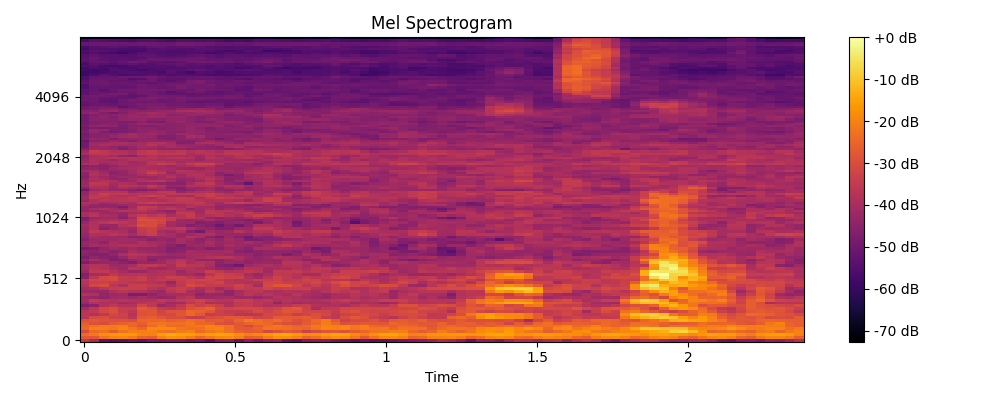 Mel Spectrogram
+0 dB
-10 dB
-20 dB
-30 dB
-40 dB
-50 dB
-60 dB
-70 dB
4096
2048
1024
512
0
Hz
0
0.5
1
1.5
2
Time